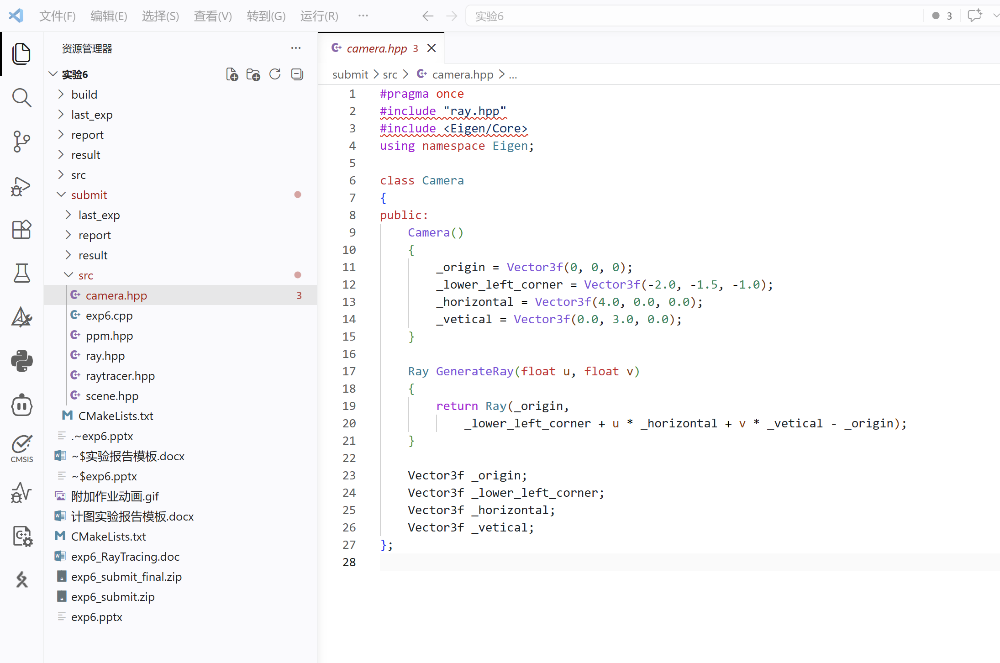 文件(F) 编辑(E) 选择(S) 查看(V) 转到(G) 运行(R) ··· 实验6 3
资源管理器 ···
实验6
build
last_exp
report
result
src
submit
last_exp
report
result
src
camera.hpp 3
exp6.cpp
ppm.hpp
ray.hpp
raytracer.hpp
scene.hpp
CMakeLists.txt
.~exp6.pptx
~$实验报告模板.docx
~$exp6.pptx
附加作业动画.gif
计图实验报告模板.docx
CMakeLists.txt
exp6_RayTracing.doc
exp6_submit_final.zip
exp6_submit.zip
exp6.pptx
CMSIS
camera.hpp 3
submit > src > camera.hpp > ...
1 #pragma once
2 #include "ray.hpp"
3 #include <Eigen/Core>
4 using namespace Eigen;
5
6 class Camera
7 {
8 public:
9     Camera()
10     {
11         _origin = Vector3f(0, 0, 0);
12         _lower_left_corner = Vector3f(-2.0, -1.5, -1.0);
13         _horizontal = Vector3f(4.0, 0.0, 0.0);
14         _vetical = Vector3f(0.0, 3.0, 0.0);
15     }
16
17     Ray GenerateRay(float u, float v)
18     {
19         return Ray(_origin,
20             _lower_left_corner + u * _horizontal + v * _vetical - _origin);
21     }
22
23     Vector3f _origin;
24     Vector3f _lower_left_corner;
25     Vector3f _horizontal;
26     Vector3f _vetical;
27 };
28